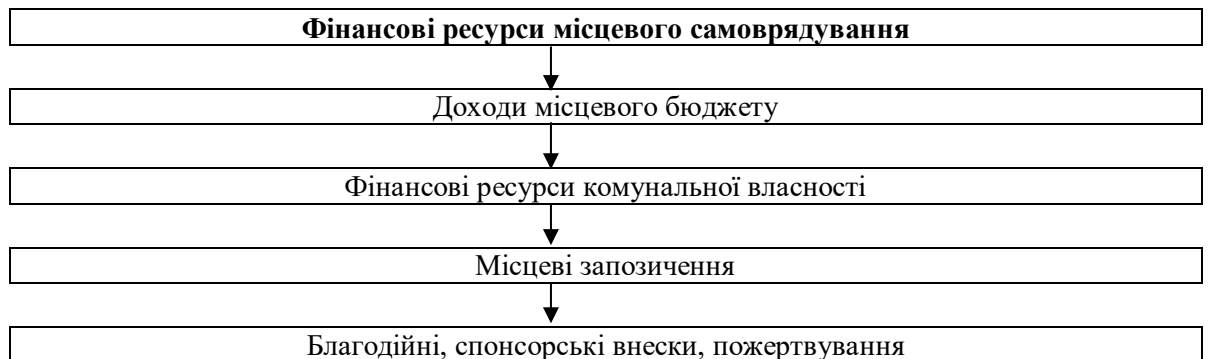 Фінансові ресурси місцевого самоврядування
Доходи місцевого бюджету
Фінансові ресурси комунальної власності
Місцеві запозичення
Благодійні, спонсорські внески, пожертвування